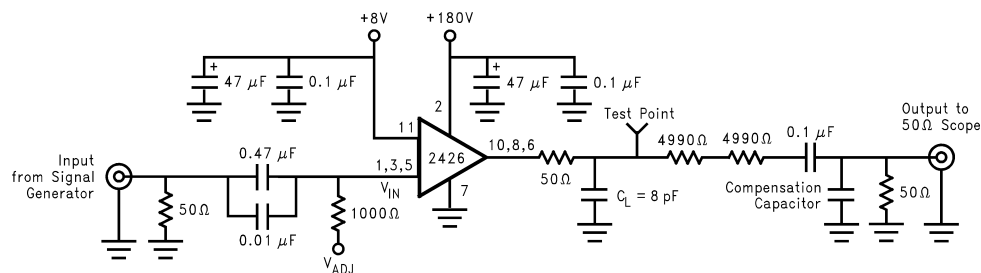 +8V
+180V
+
47 μF
0.1 μF
+
47 μF
0.1 μF
2
11
Test Point
Output to
50Ω Scope
Input
from Signal
Generator
0.47 μF
1,3,5
V_IN
2426
10,8,6
50Ω
4990Ω
4990Ω
0.1 μF
7
C_L = 8 pF
Compensation
Capacitor
50Ω
50Ω
0.01 μF
1000Ω
V_ADJ